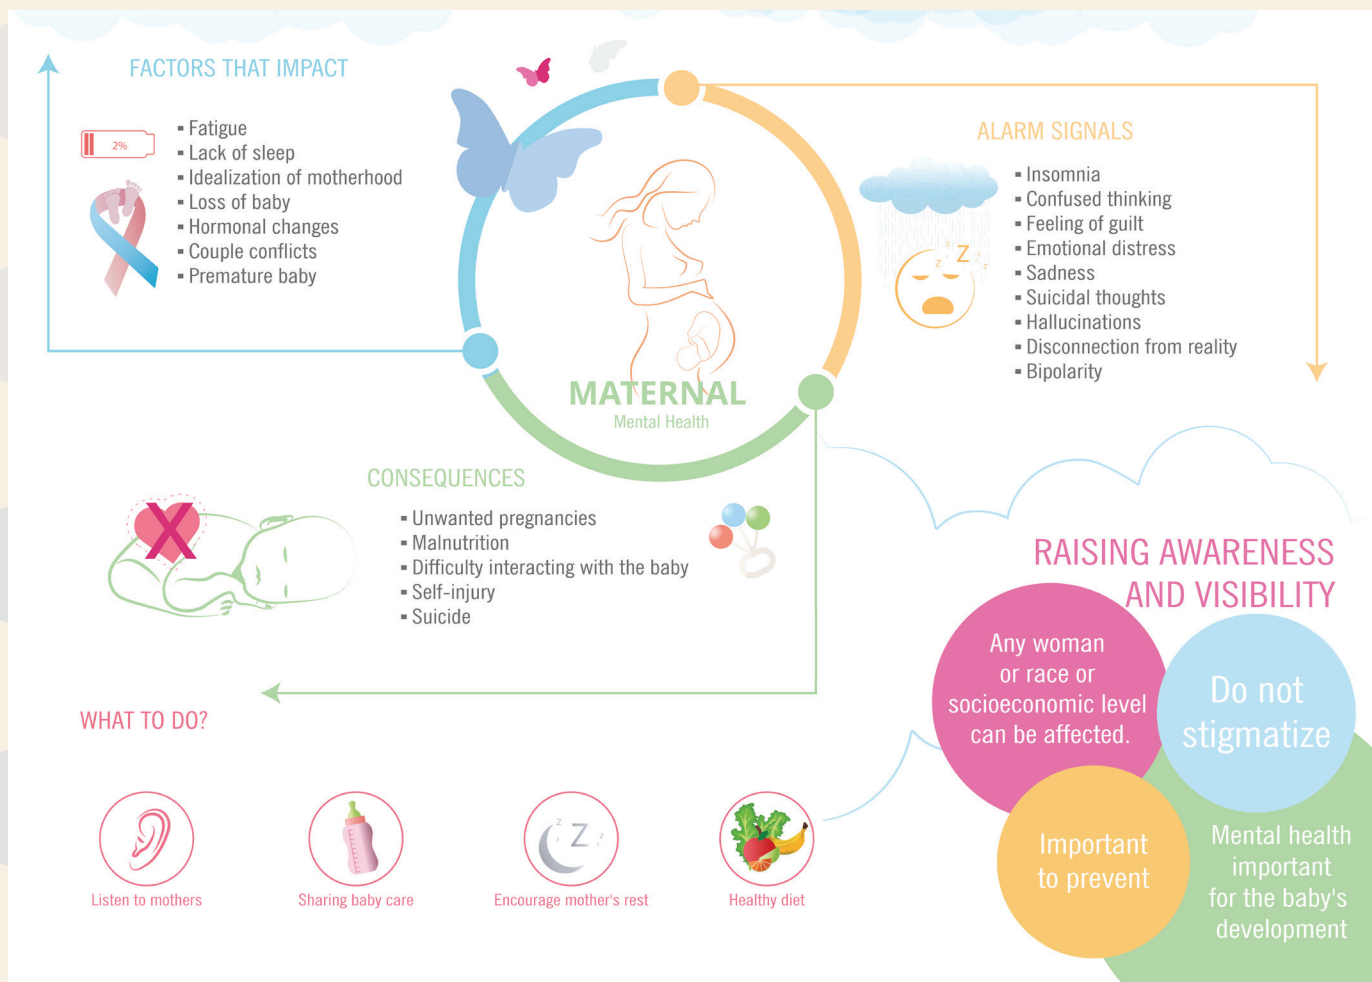 FACTORS THAT IMPACT
2%
▪ Fatigue
▪ Lack of sleep
▪ Idealization of motherhood
▪ Loss of baby
▪ Hormonal changes
▪ Couple conflicts
▪ Premature baby
MATERNAL
Mental Health
ALARM SIGNALS
z z Z z z
▪ Insomnia
▪ Confused thinking
▪ Feeling of guilt
▪ Emotional distress
▪ Sadness
▪ Suicidal thoughts
▪ Hallucinations
▪ Disconnection from reality
▪ Bipolarity
CONSEQUENCES
X
▪ Unwanted pregnancies
▪ Malnutrition
▪ Difficulty interacting with the baby
▪ Self-injury
▪ Suicide
WHAT TO DO?
Listen to mothers
Sharing baby care
z z Z z z
Encourage mother's rest
Healthy diet
RAISING AWARENESS
AND VISIBILITY
Any woman
or race or
socioeconomic level
can be affected.
Do not
stigmatize
Important
to prevent
Mental health
important
for the baby's
development